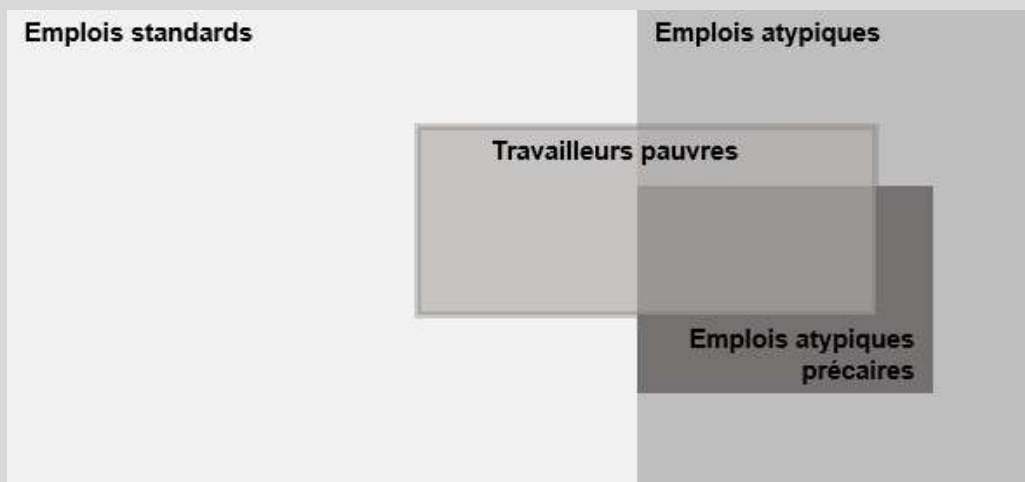 Emplois standards
Emplois atypiques
Travailleurs pauvres
Emplois atypiques
précaires